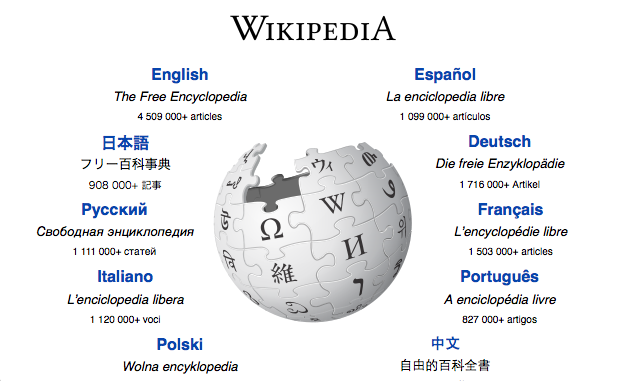 WIKIPEDIA
English
The Free Encyclopedia
4 509 000+ articles
Español
La enciclopedia libre
1 099 000+ artículos
日本語
フリー百科事典
908 000+ 記事
Deutsch
Die freie Enzyklopädie
1 716 000+ Artikel
Русский
Свободная энциклопедия
1 111 000+ статей
Français
L'encyclopédie libre
1 503 000+ articles
Italiano
L'enciclopedia libera
1 120 000+ voci
Português
A enciclopédia livre
827 000+ artigos
Polski
Wolna encyklopedia
中文
自由的百科全書
ウィ
W
Ω
И
維
7